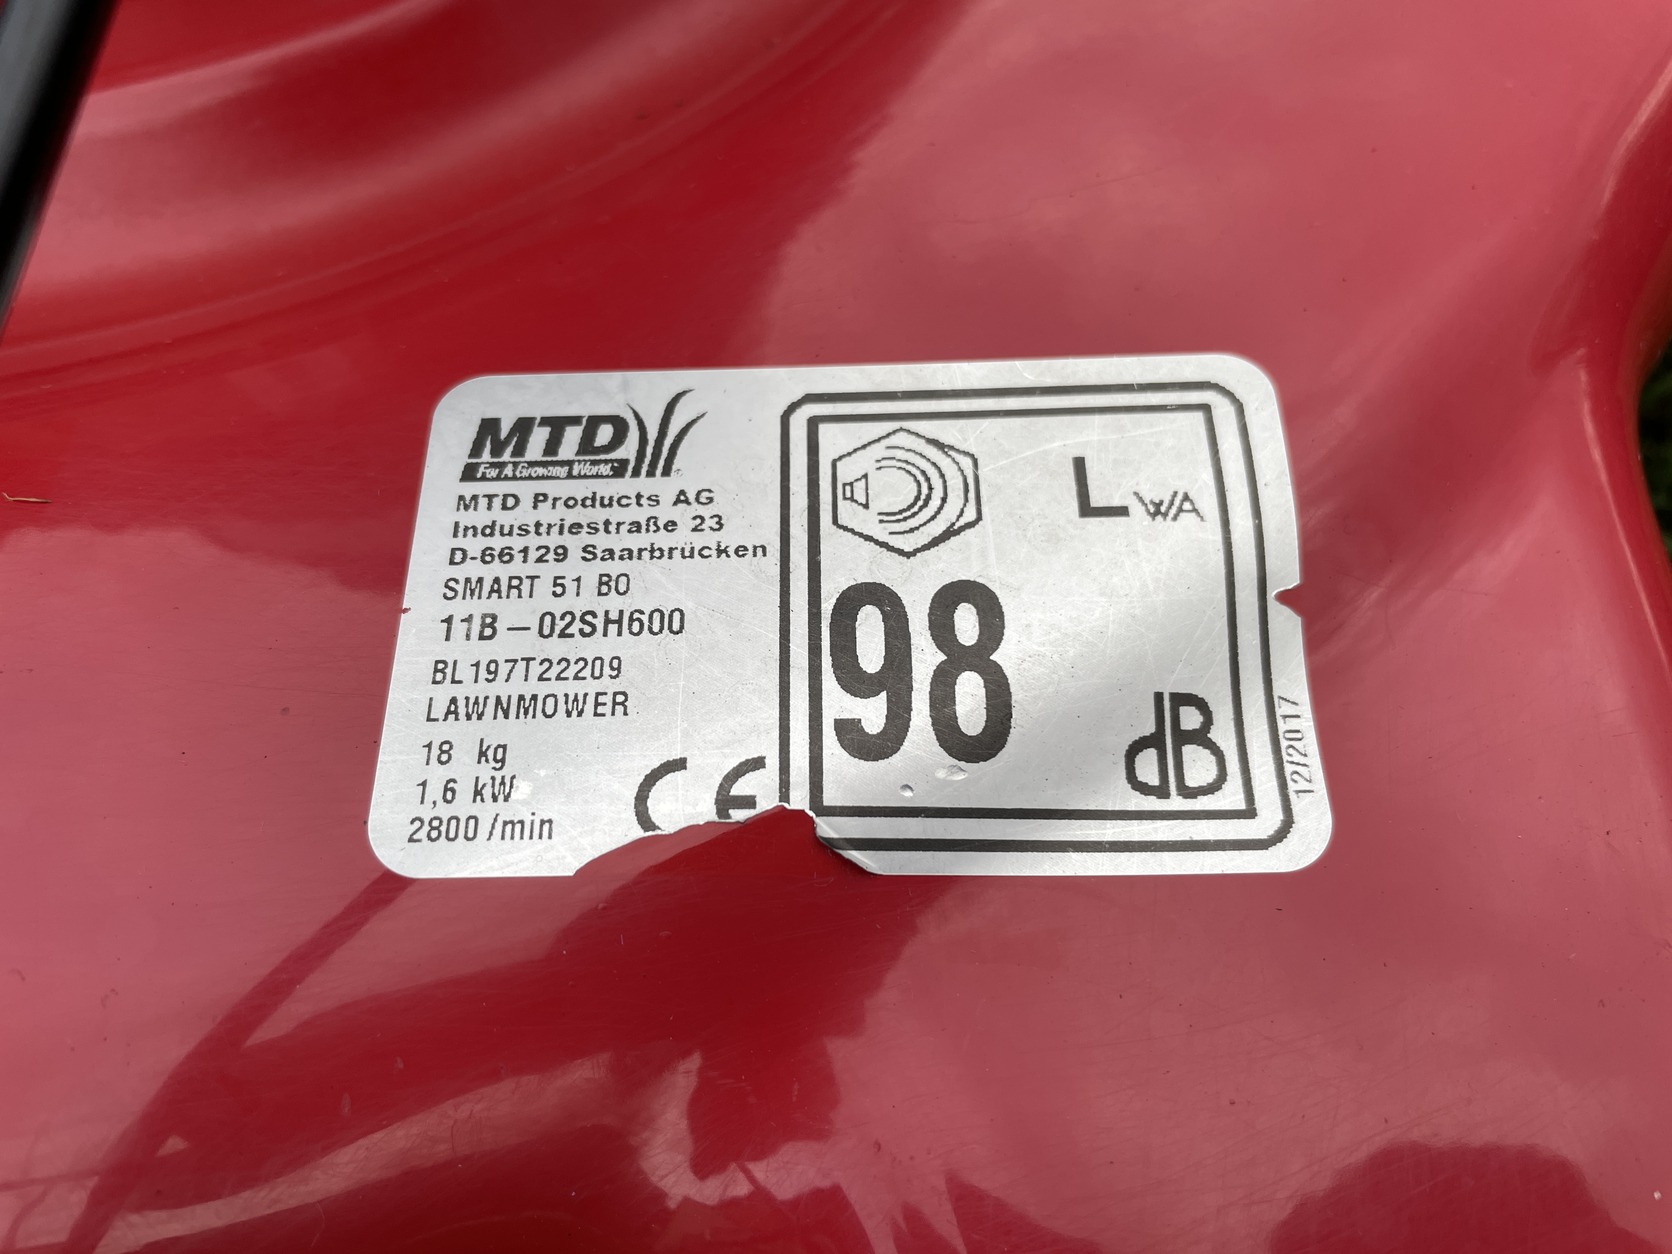 MTD
For A Growing World.
MTD Products AG
Industriestraße 23
D-66129 Saarbrücken
SMART 51 BO
11B-02SH600
BL197T22209
LAWNMOWER
18 kg
1,6 kW
2800/min
CE
LWA
98
dB
12/2017